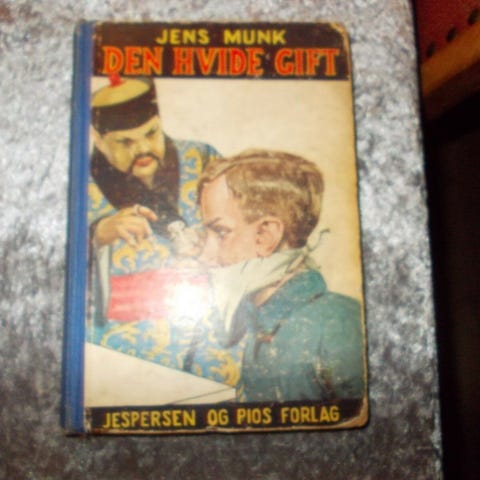 JENS MUNK
DEN HVIDE GIFT
JESPERSEN OG PIOS FORLAG